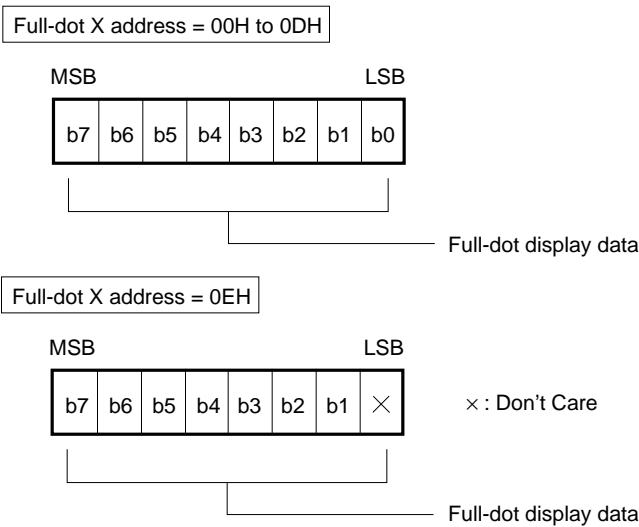 Full-dot X address = 00H to 0DH
MSB LSB
b7 b6 b5 b4 b3 b2 b1 b0
Full-dot display data
Full-dot X address = 0EH
MSB LSB
b7 b6 b5 b4 b3 b2 b1 ×
× : Don't Care
Full-dot display data